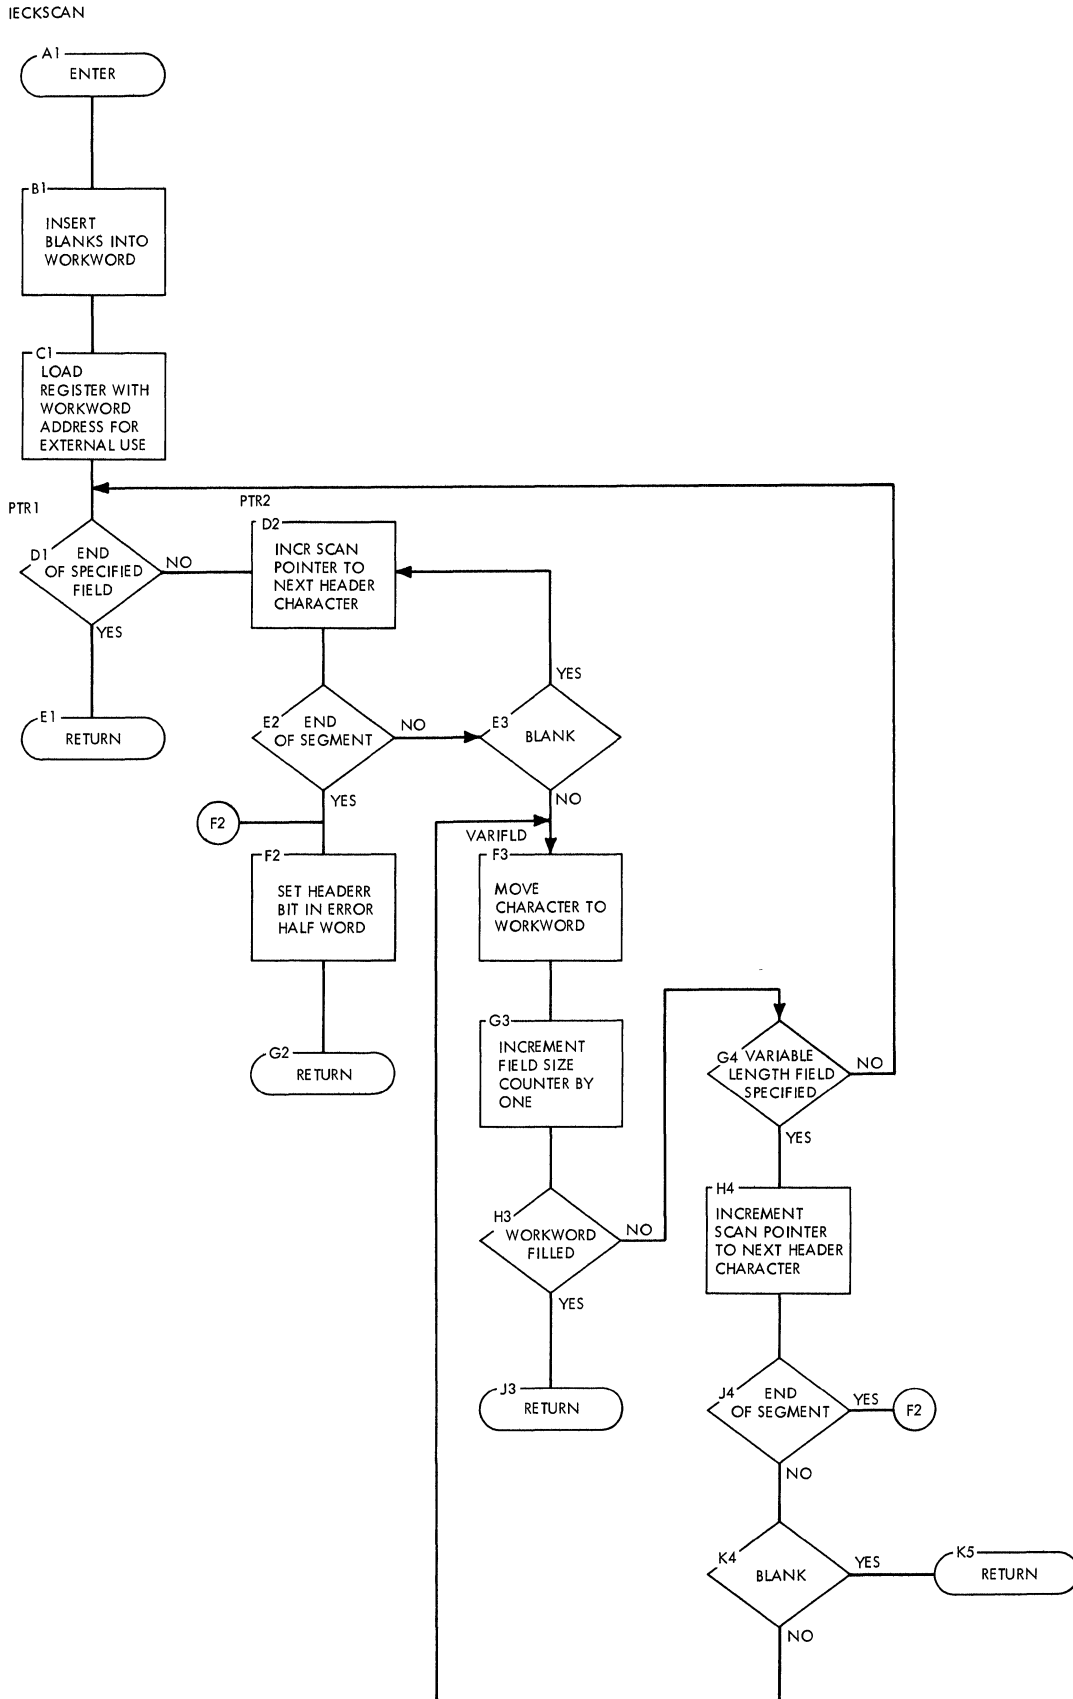 IECKSCAN
A1
ENTER
B1
INSERT
BLANKS INTO
WORKWORD
C1
LOAD
REGISTER WITH
WORKWORD
ADDRESS FOR
EXTERNAL USE
PTR1
D1
END
OF SPECIFIED
FIELD
NO
YES
E1
RETURN
PTR2
D2
INCR SCAN
POINTER TO
NEXT HEADER
CHARACTER
E2
END
OF SEGMENT
NO
YES
E3
BLANK
YES
NO
F2
F2
SET HEADERR
BIT IN ERROR
HALF WORD
G2
RETURN
VARIFLD
F3
MOVE
CHARACTER TO
WORKWORD
G3
INCREMENT
FIELD SIZE
COUNTER BY
ONE
H3
WORKWORD
FILLED
NO
YES
J3
RETURN
G4
VARIABLE
LENGTH FIELD
SPECIFIED
NO
YES
H4
INCREMENT
SCAN POINTER
TO NEXT HEADER
CHARACTER
J4
END
OF SEGMENT
YES
F2
NO
K4
BLANK
YES
K5
RETURN
NO